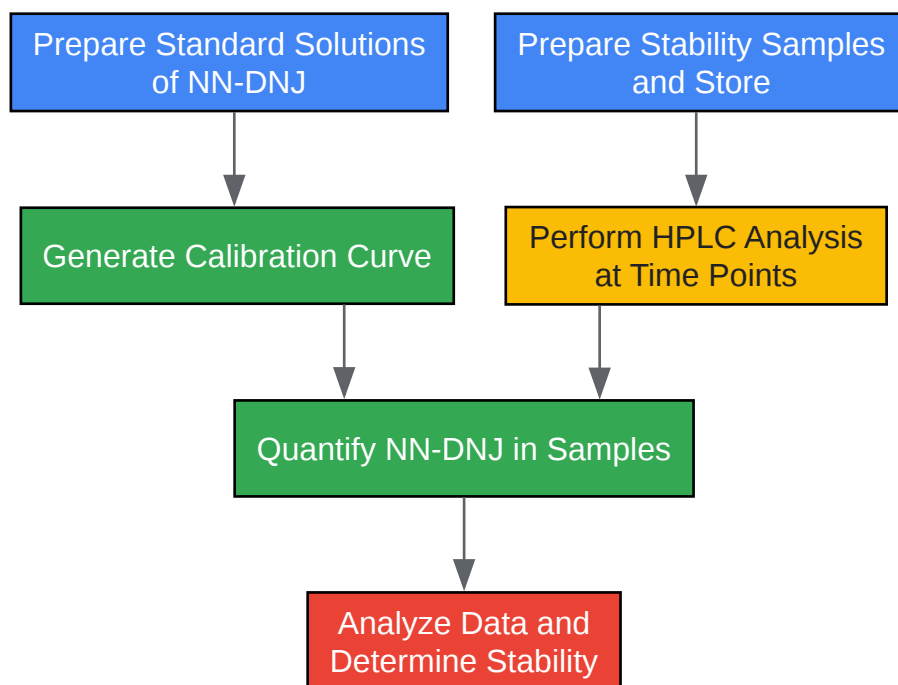 Prepare Standard Solutions
of NN-DNJ
Prepare Stability Samples
and Store
Generate Calibration Curve
Perform HPLC Analysis
at Time Points
Quantify NN-DNJ in Samples
Analyze Data and
Determine Stability